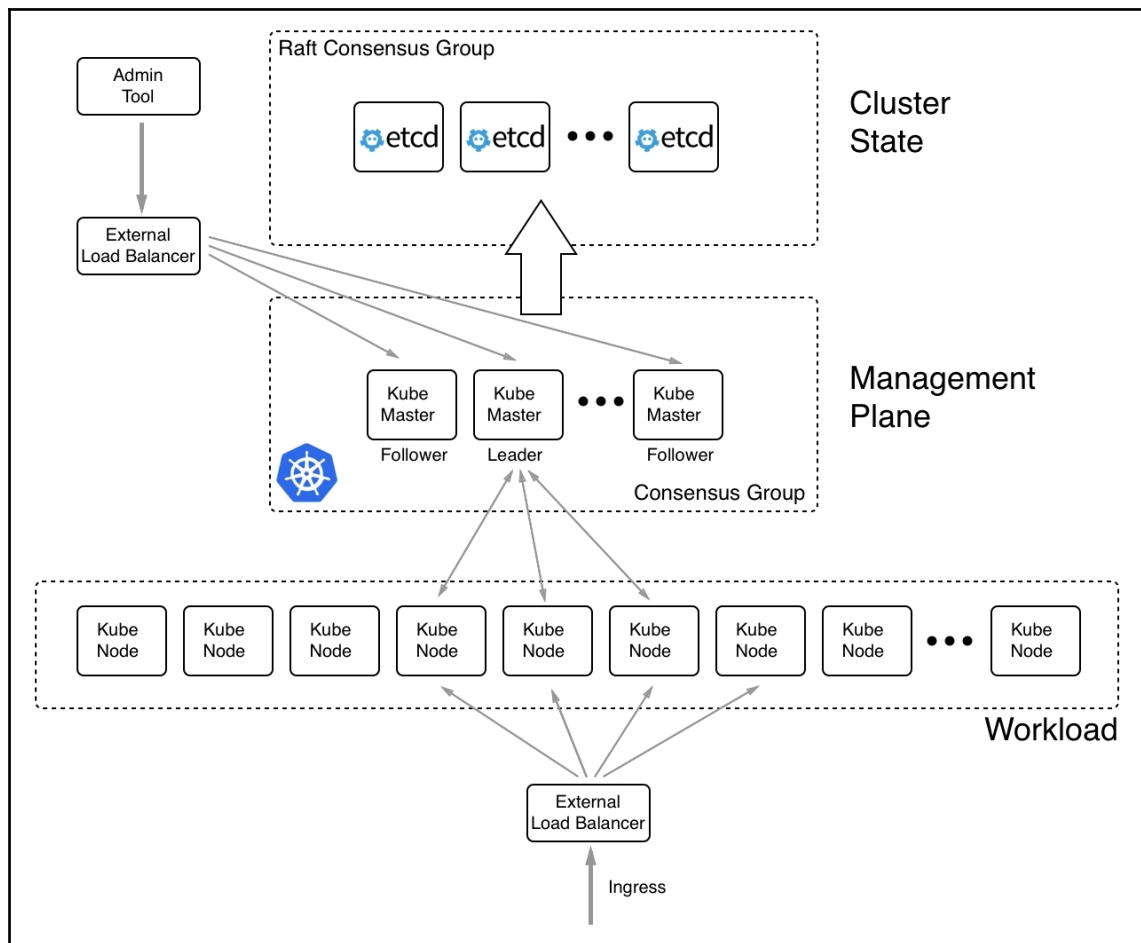 Raft Consensus Group
Admin
Tool
etcd
etcd
etcd
Cluster
State
External
Load Balancer
Kube
Master
Kube
Master
Kube
Master
Follower
Leader
Follower
Consensus Group
Management
Plane
Kube
Node
Kube
Node
Kube
Node
Kube
Node
Kube
Node
Kube
Node
Kube
Node
Kube
Node
Kube
Node
Workload
External
Load Balancer
Ingress